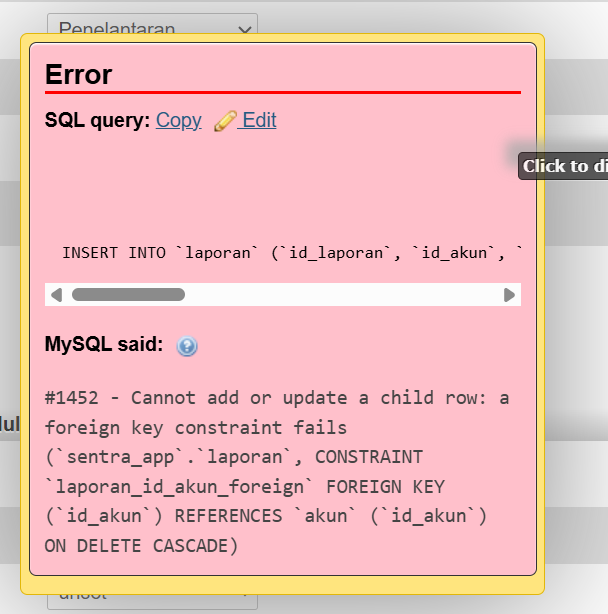 Penelantaran
Error
SQL query: Copy Edit
Click to di
INSERT INTO `laporan` (`id_laporan`, `id_akun`, `
MySQL said:
#1452 - Cannot add or update a child row: a
foreign key constraint fails
(`sentra_app`.`laporan`, CONSTRAINT
`laporan_id_akun_foreign` FOREIGN KEY
(`id_akun`) REFERENCES `akun` (`id_akun`)
ON DELETE CASCADE)